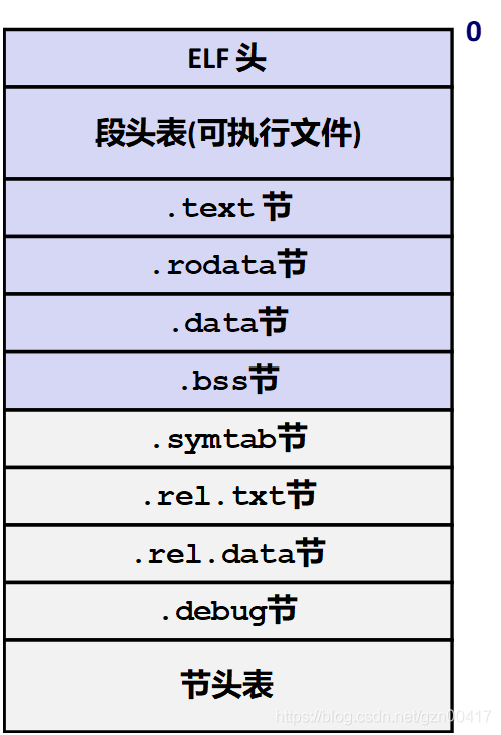 0
ELF 头
段头表(可执行文件)
.text 节
.rodata节
.data节
.bss节
.symtab节
.rel.txt节
.rel.data节
.debug节
节头表
https://blog.csdn.net/gzn00417